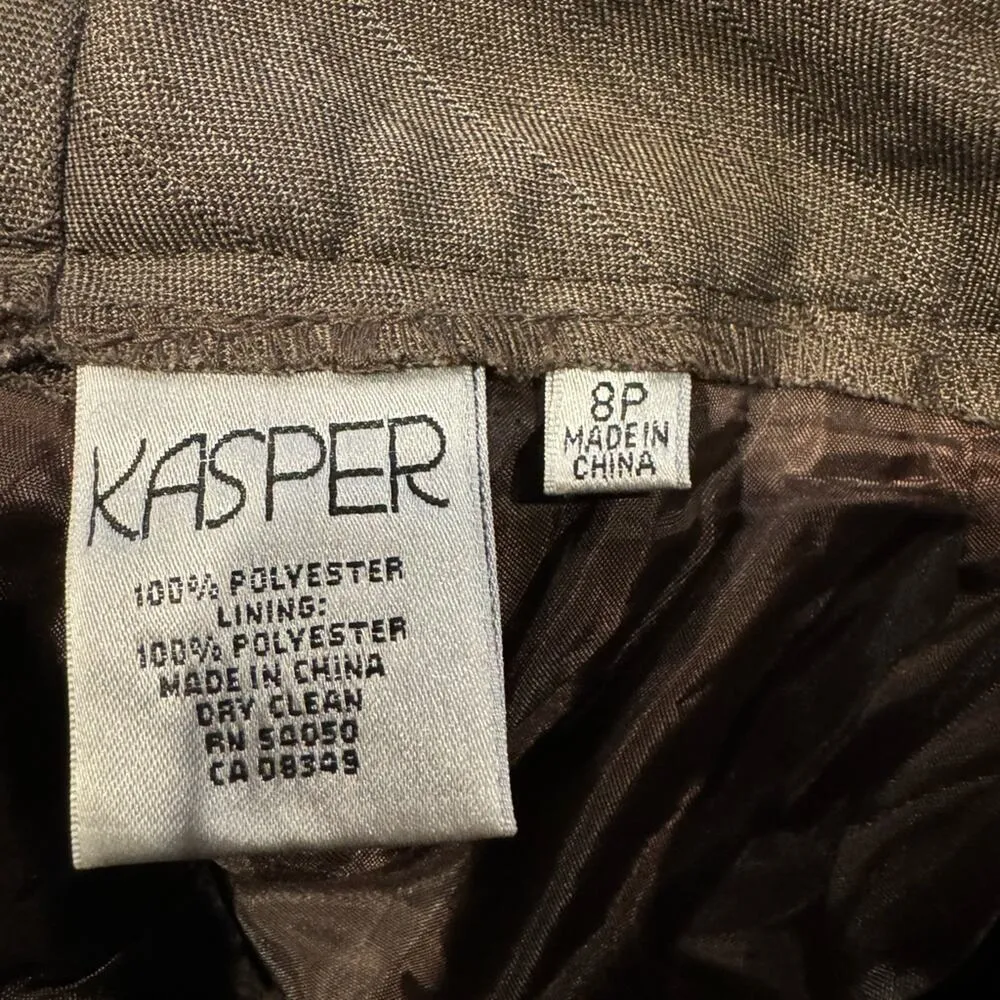 KASPER
100% POLYESTER
LINING:
100% POLYESTER
MADE IN CHINA
DRY CLEAN
RN 54050
CA 08349
8P
MADE IN
CHINA